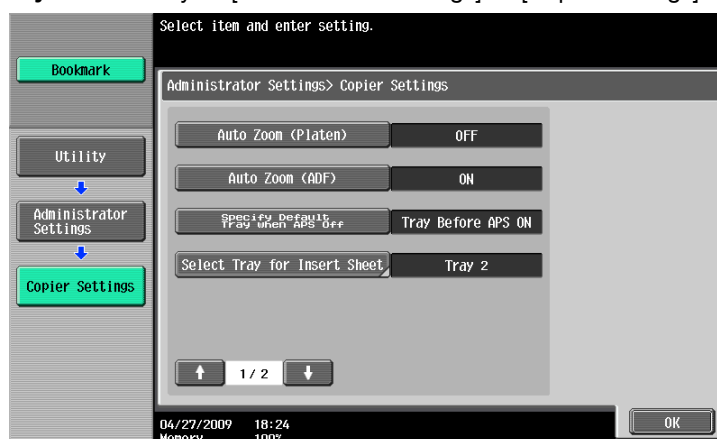 Select item and enter setting.
Bookmark
Administrator Settings> Copier Settings
Auto Zoom (Platen)
OFF
Utility
Auto Zoom (ADF)
ON
Administrator
Settings
Specify Default
Tray when APS Off
Tray Before APS ON
Select Tray for Insert Sheet
Tray 2
Copier Settings
1/ 2
04/27/2009 18:24
Memory 100%
OK